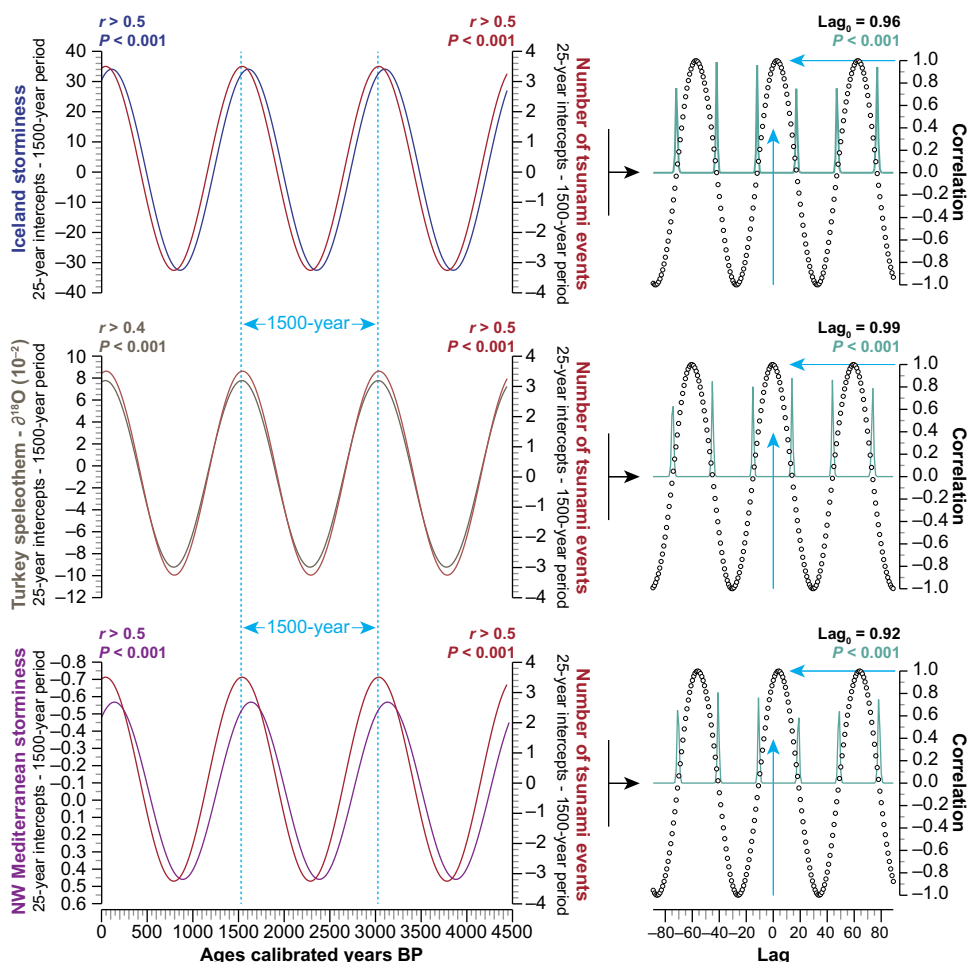 r > 0.5
P < 0.001
r > 0.5
P < 0.001
Lag0 = 0.96
P < 0.001
Iceland storminess
25-year intercepts - 1500-year period
40
30
20
10
0
−10
−20
−30
−40
4
3
2
1
0
−1
−2
−3
−4
25-year intercepts - 1500-year period
Number of tsunami events
1.0
0.8
0.6
0.4
0.2
0.0
−0.2
−0.4
−0.6
−0.8
−1.0
Correlation
1500-year
r > 0.4
P < 0.001
r > 0.5
P < 0.001
Lag0 = 0.99
P < 0.001
Turkey speleothem - ∂18O (10−2)
25-year intercepts - 1500-year period
10
8
6
4
2
0
−2
−4
−6
−8
−10
−12
4
3
2
1
0
−1
−2
−3
−4
25-year intercepts - 1500-year period
Number of tsunami events
1.0
0.8
0.6
0.4
0.2
0.0
−0.2
−0.4
−0.6
−0.8
−1.0
Correlation
1500-year
r > 0.5
P < 0.001
r > 0.5
P < 0.001
Lag0 = 0.92
P < 0.001
NW Mediterranean storminess
25-year intercepts - 1500-year period
−0.8
−0.7
−0.6
−0.5
−0.4
−0.3
−0.2
−0.1
0.0
0.1
0.2
0.3
0.4
0.5
0.6
4
3
2
1
0
−1
−2
−3
−4
25-year intercepts - 1500-year period
Number of tsunami events
1.0
0.8
0.6
0.4
0.2
0.0
−0.2
−0.4
−0.6
−0.8
−1.0
Correlation
0 500 1000 1500 2000 2500 3000 3500 4000 4500
Ages calibrated years BP
−80 −60 −40 −20 0 20 40 60 80
Lag